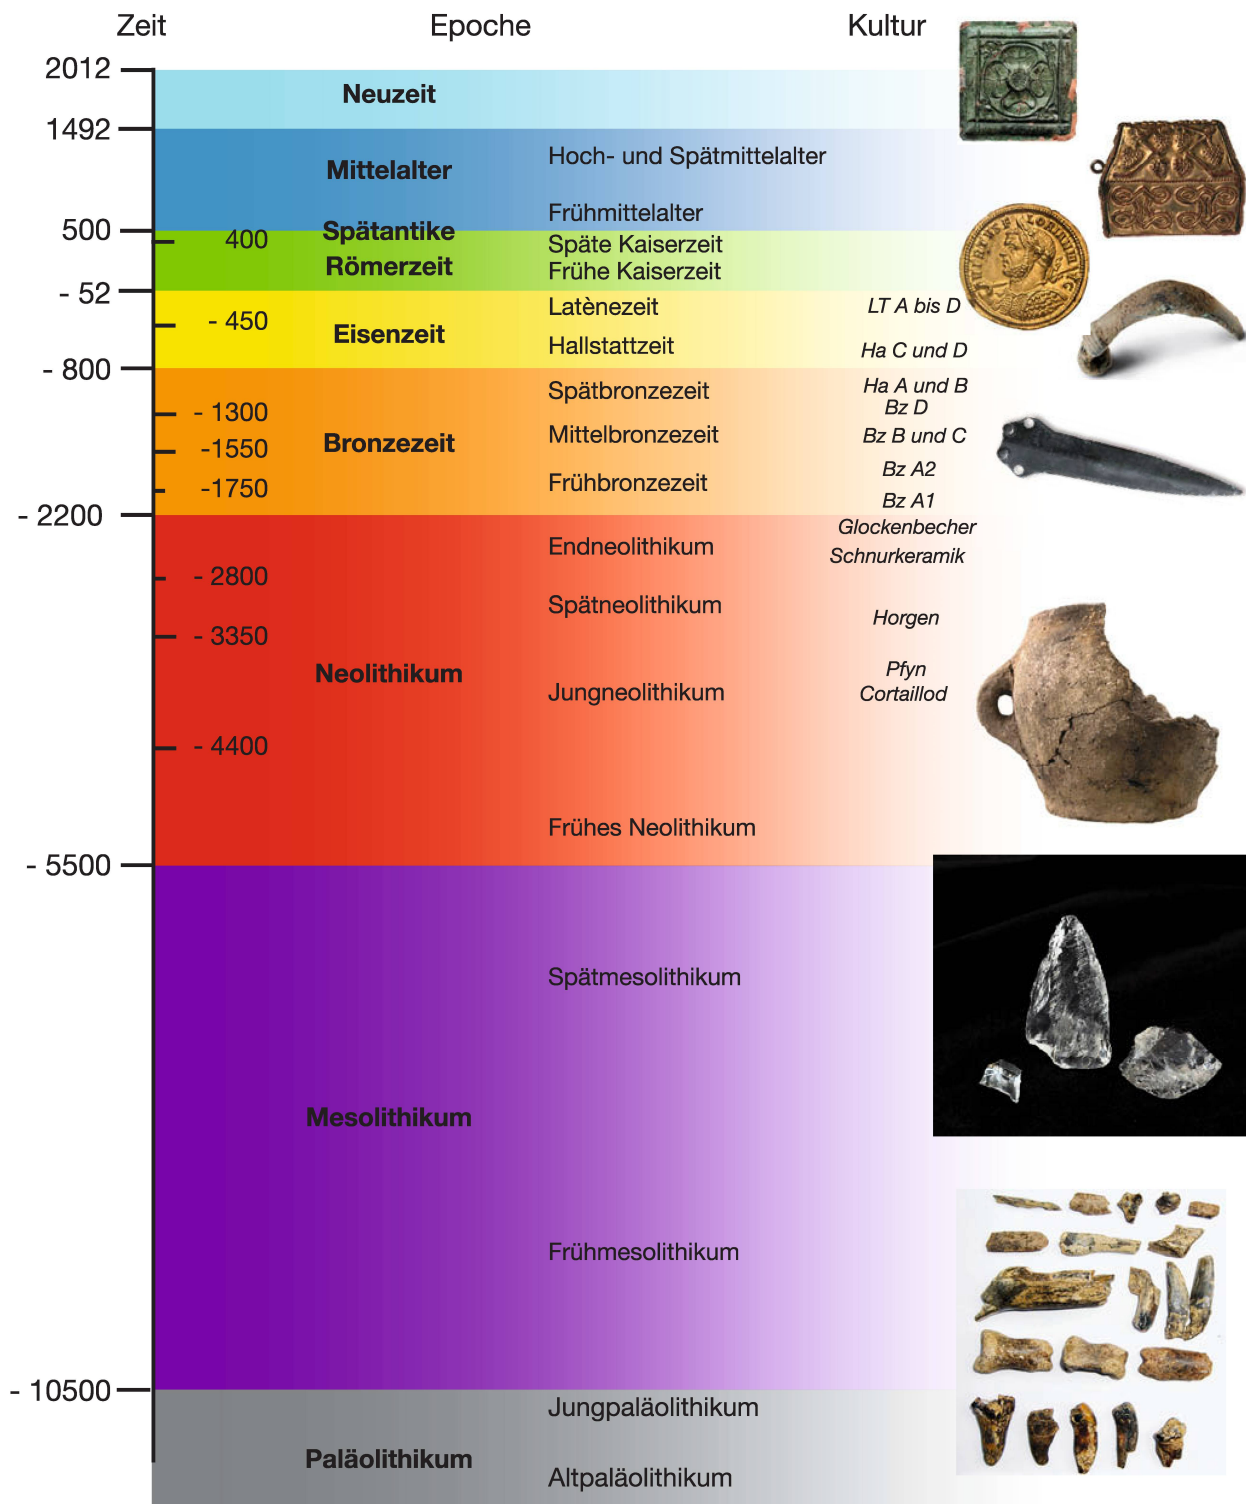 Zeit Epoche Kultur
2012
Neuzeit
1492
Hoch- und Spätmittelalter
Mittelalter
Frühmittelalter
500 Spätantike
400 Späte Kaiserzeit
Römerzeit Frühe Kaiserzeit
- 52
Latènezeit LT A bis D
- 450
Eisenzeit
Hallstattzeit Ha C und D
- 800
Spätbronzezeit Ha A und B
- 1300 Bz D
Bronzezeit Mittelbronzezeit Bz B und C
-1550
Bz A2
-1750 Frühbronzezeit
Bz A1
- 2200
Glockenbecher
Endneolithikum
Schnurkeramik
- 2800
Spätneolithikum
Horgen
- 3350
Neolithikum Pfyn
Jungneolithikum Cortaillod
- 4400
Frühes Neolithikum
- 5500
Spätmesolithikum
Mesolithikum
Frühmesolithikum
- 10500
Jungpaläolithikum
Paläolithikum
Altpaläolithikum